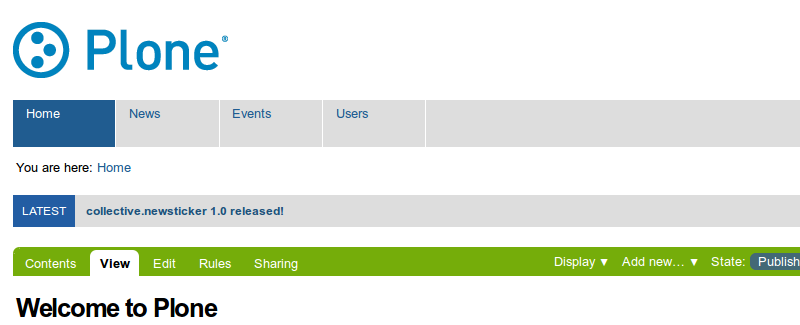 Plone®
Home News Events Users
You are here: Home
LATEST collective.newsticker 1.0 released!
Contents View Edit Rules Sharing Display ▼ Add new… ▼ State: Publish
Welcome to Plone